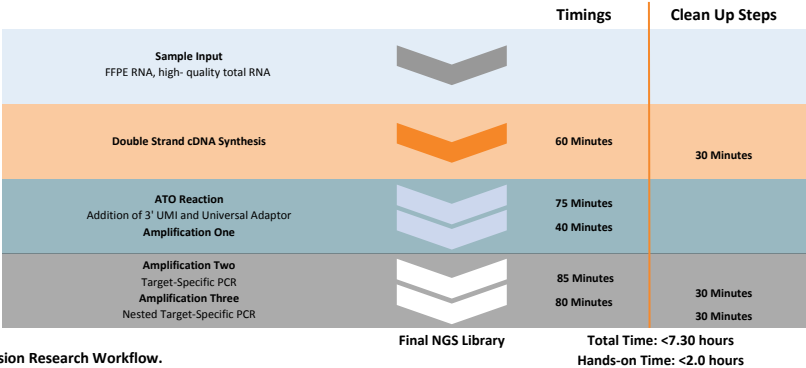 Timings
Clean Up Steps
Sample Input
FFPE RNA, high- quality total RNA
Double Strand cDNA Synthesis
60 Minutes
30 Minutes
ATO Reaction
Addition of 3' UMI and Universal Adaptor
Amplification One
75 Minutes
40 Minutes
Amplification Two
Target-Specific PCR
Amplification Three
Nested Target-Specific PCR
85 Minutes
80 Minutes
30 Minutes
30 Minutes
Final NGS Library
Total Time: <7.30 hours
Hands-on Time: <2.0 hours
sion Research Workflow.